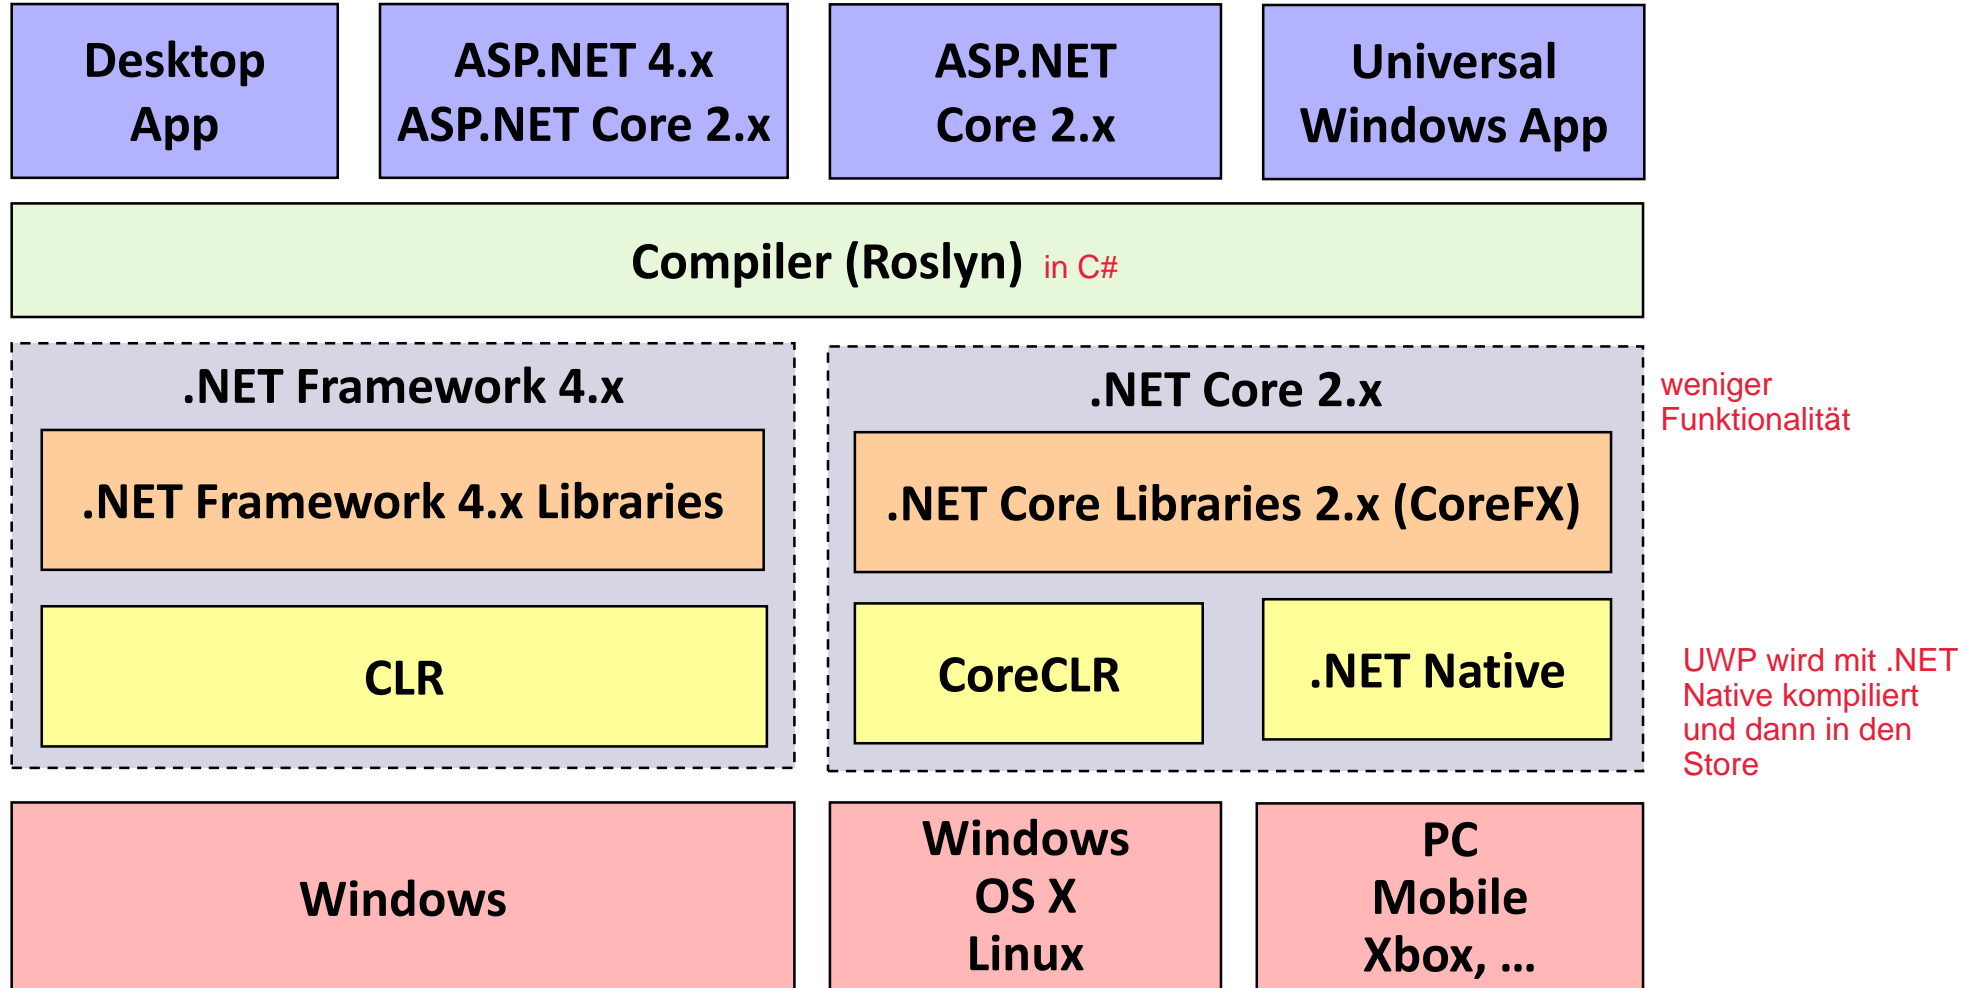 Desktop
App
ASP.NET 4.x
ASP.NET Core 2.x
ASP.NET
Core 2.x
Universal
Windows App
Compiler (Roslyn) in C#
.NET Framework 4.x
.NET Framework 4.x Libraries
CLR
.NET Core 2.x
.NET Core Libraries 2.x (CoreFX)
CoreCLR
.NET Native
weniger
Funktionalität
UWP wird mit .NET
Native kompiliert
und dann in den
Store
Windows
Windows
OS X
Linux
PC
Mobile
Xbox, ...